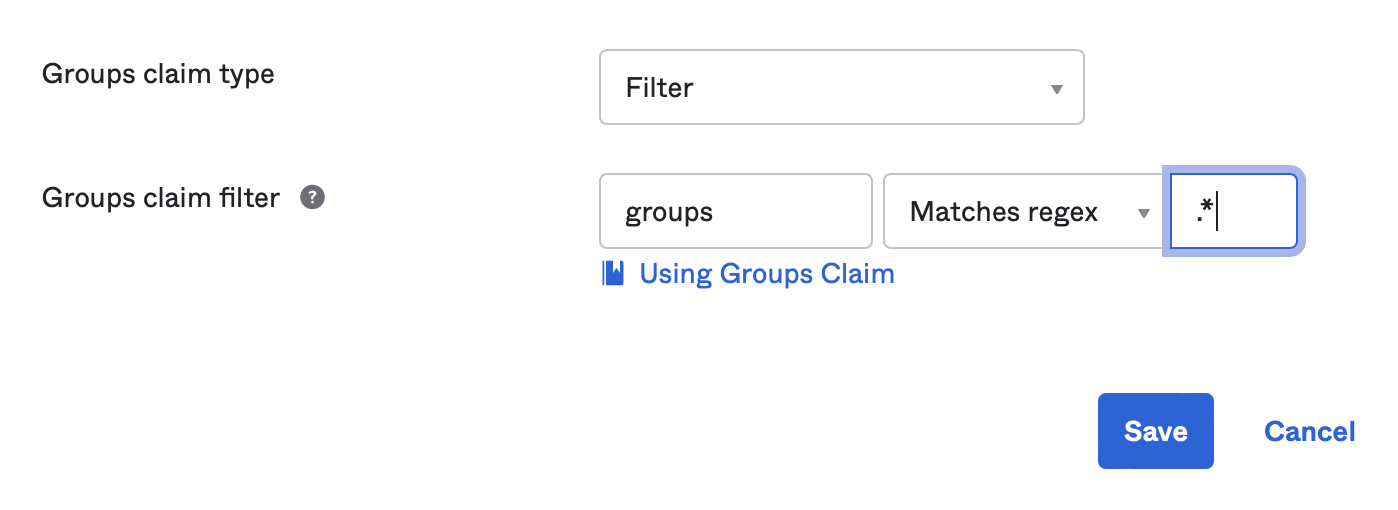 Groups claim type
Filter
Groups claim filter ?
groups
Matches regex
.*
Using Groups Claim
Save
Cancel